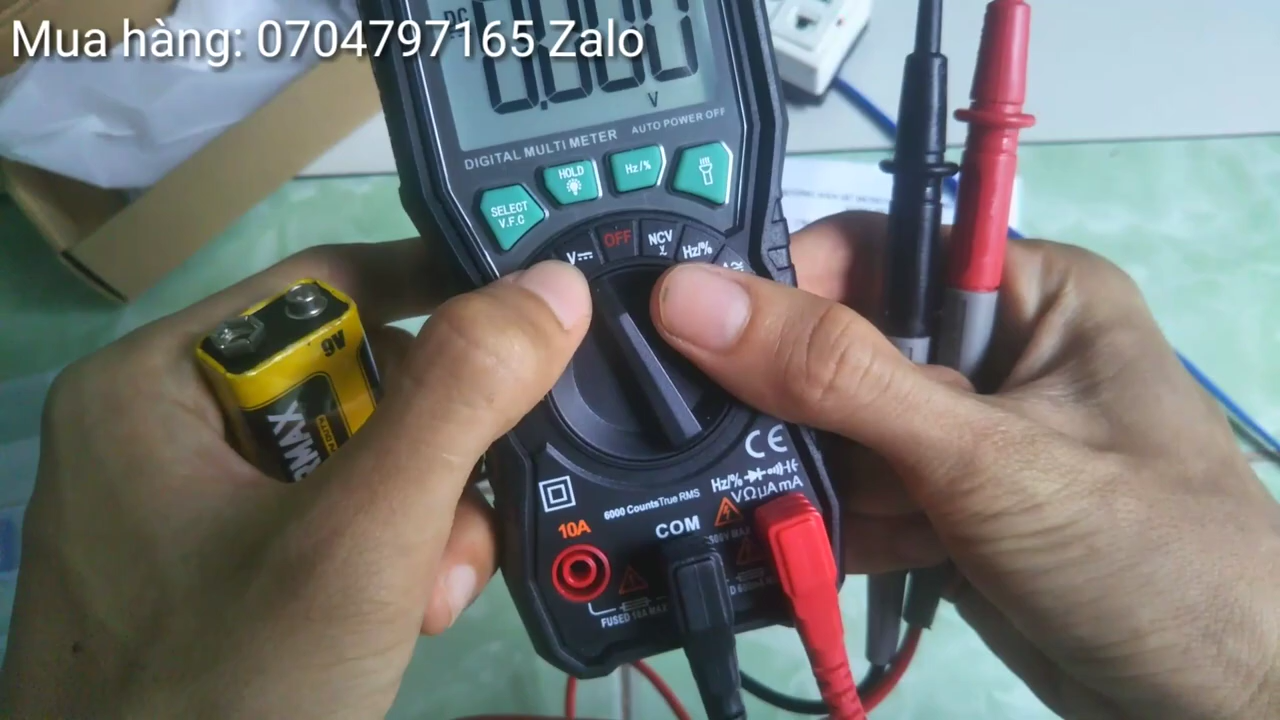 Mua hàng: 0704797165 Zalo
DC
0.000
V
DIGITAL MULTI METER
AUTO POWER OFF
SELECT
V.F.C
HOLD
Hz/%
V
OFF
NCV
Hz/%
9V
RMAX
CE
Hz/%
VΩµAmA
6000 Counts True RMS
10A
COM
FUSED 10A MAX